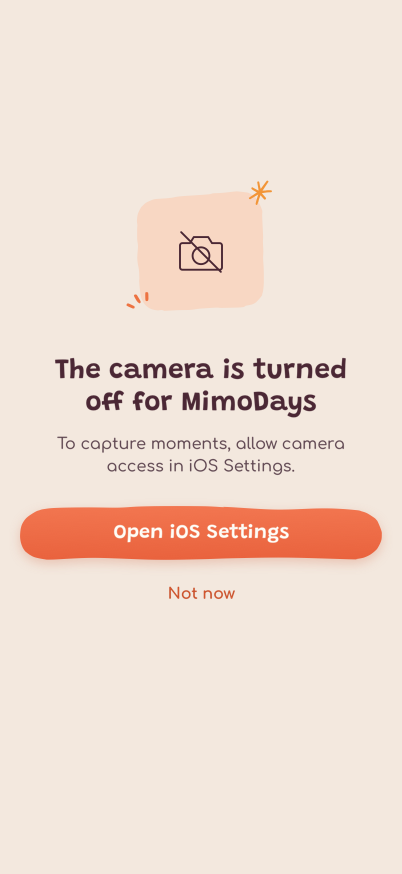 The camera is turned
off for MimoDays
To capture moments, allow camera
access in iOS Settings.
Open iOS Settings
Not now